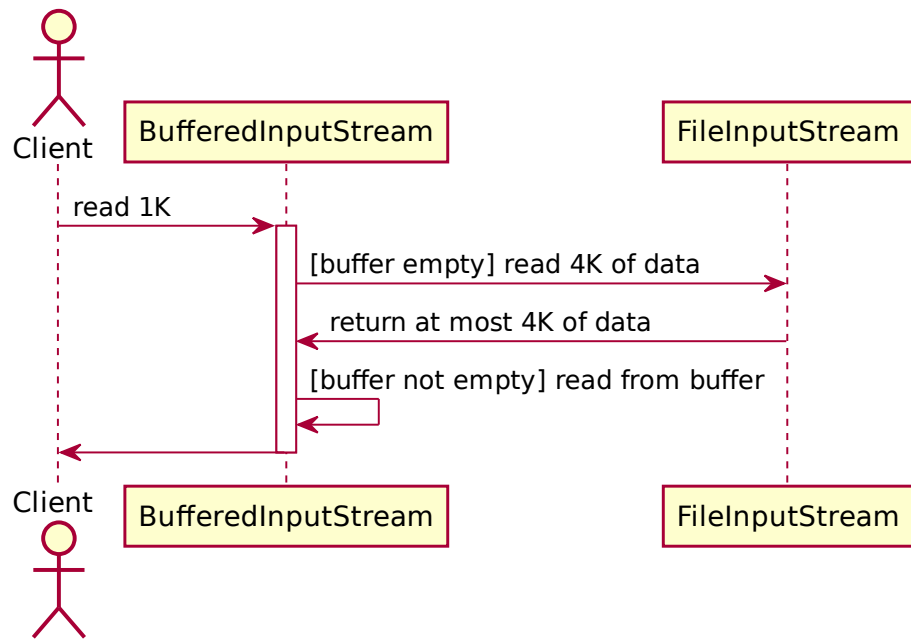 Client
BufferedInputStream
FileInputStream
read 1K
[buffer empty] read 4K of data
return at most 4K of data
[buffer not empty] read from buffer
Client
BufferedInputStream
FileInputStream